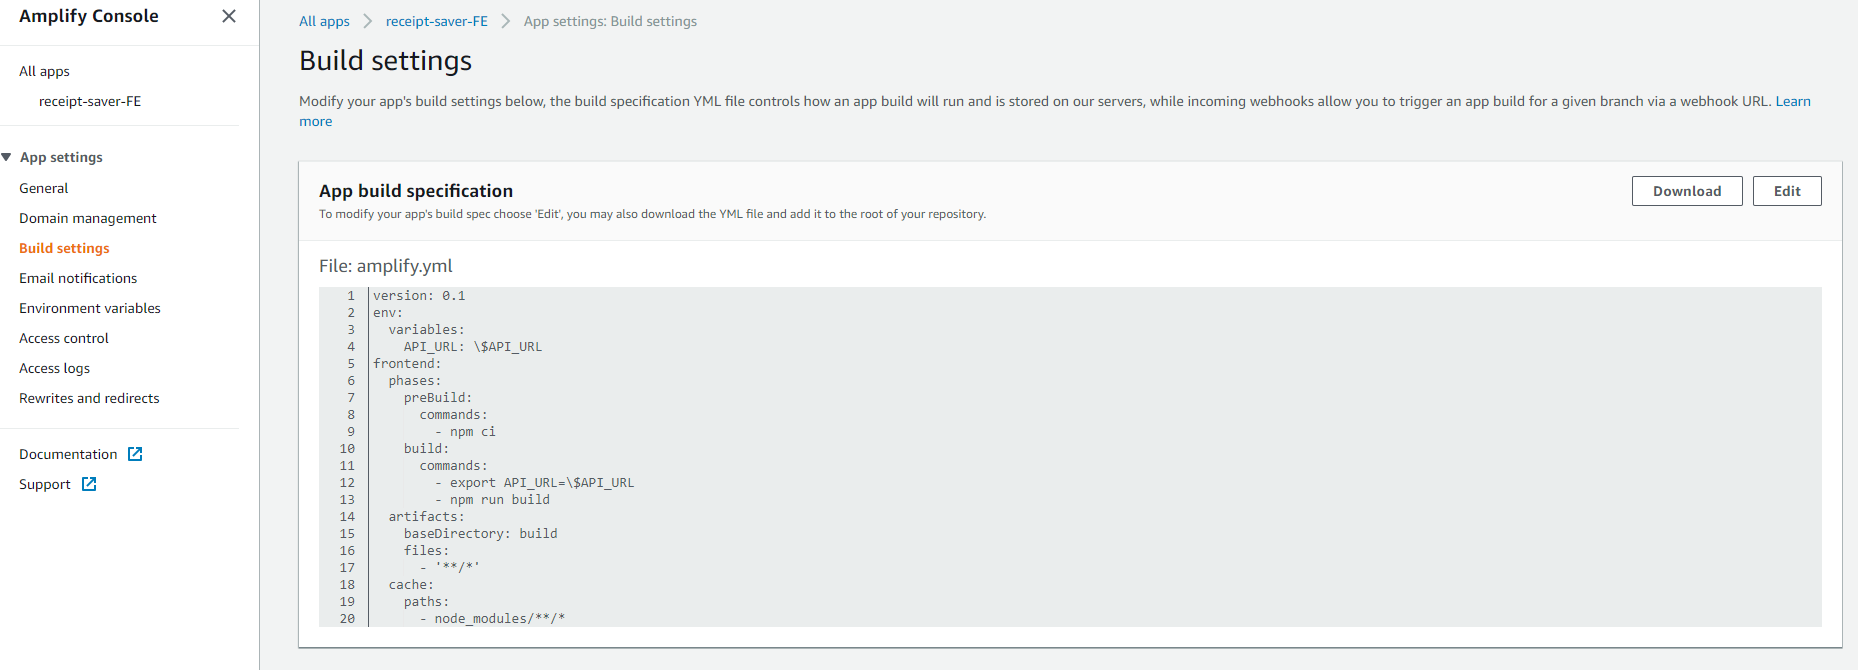 Amplify Console
All apps
receipt-saver-FE
App settings
General
Domain management
Build settings
Email notifications
Environment variables
Access control
Access logs
Rewrites and redirects
Documentation
Support
All apps > receipt-saver-FE > App settings: Build settings
Build settings
Modify your app's build settings below, the build specification YML file controls how an app build will run and is stored on our servers, while incoming webhooks allow you to trigger an app build for a given branch via a webhook URL. Learn
more
App build specification
To modify your app's build spec choose 'Edit', you may also download the YML file and add it to the root of your repository.
Download
Edit
File: amplify.yml
1 version: 0.1
2 env:
3   variables:
4     API_URL: \$API_URL
5 frontend:
6   phases:
7     preBuild:
8       commands:
9         - npm ci
10     build:
11       commands:
12         - export API_URL=\$API_URL
13         - npm run build
14   artifacts:
15     baseDirectory: build
16     files:
17       - '**/*'
18   cache:
19     paths:
20       - node_modules/**/*